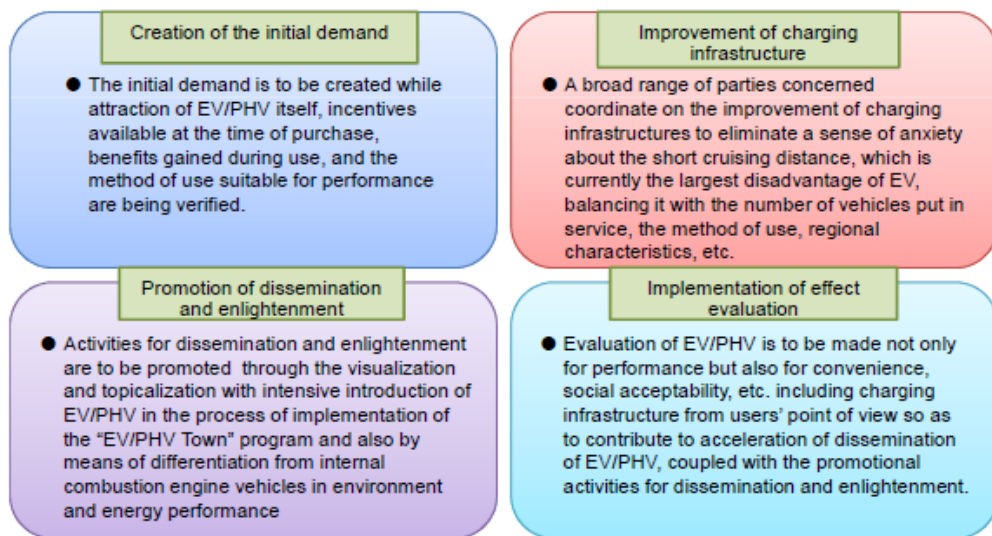 Creation of the initial demand
● The initial demand is to be created while
attraction of EV/PHV itself, incentives
available at the time of purchase,
benefits gained during use, and the
method of use suitable for performance
are being verified.
Improvement of charging
infrastructure
● A broad range of parties concerned
coordinate on the improvement of charging
infrastructures to eliminate a sense of anxiety
about the short cruising distance, which is
currently the largest disadvantage of EV,
balancing it with the number of vehicles put in
service, the method of use, regional
characteristics, etc.
Promotion of dissemination
and enlightenment
● Activities for dissemination and enlightenment
are to be promoted through the visualization
and topicalization with intensive introduction of
EV/PHV in the process of implementation of
the “EV/PHV Town” program and also by
means of differentiation from internal
combustion engine vehicles in environment
and energy performance
Implementation of effect
evaluation
● Evaluation of EV/PHV is to be made not only
for performance but also for convenience,
social acceptability, etc. including charging
infrastructure from users’ point of view so as
to contribute to acceleration of dissemination
of EV/PHV, coupled with the promotional
activities for dissemination and enlightenment.